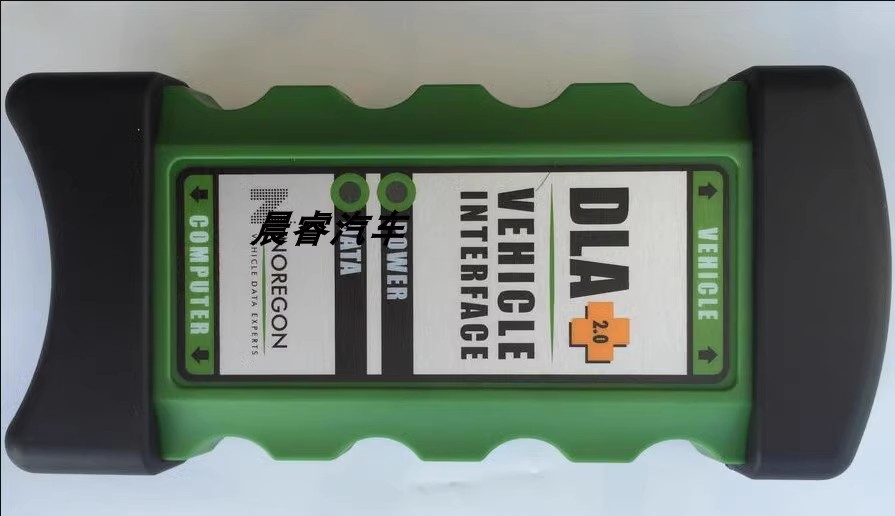 VEHICLE
DLA+
2.0
VEHICLE
INTERFACE
POWER
DATA
NOREGON
VEHICLE DATA EXPERTS
COMPUTER
晨睿汽车